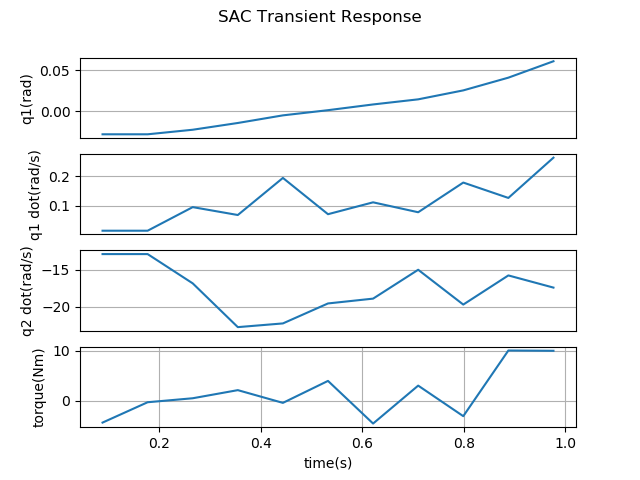 SAC Transient Response
q1(rad)
0.05
0.00
q1 dot(rad/s)
0.2
0.1
q2 dot(rad/s)
−15
−20
torque(Nm)
10
0
0.2 0.4 0.6 0.8 1.0
time(s)